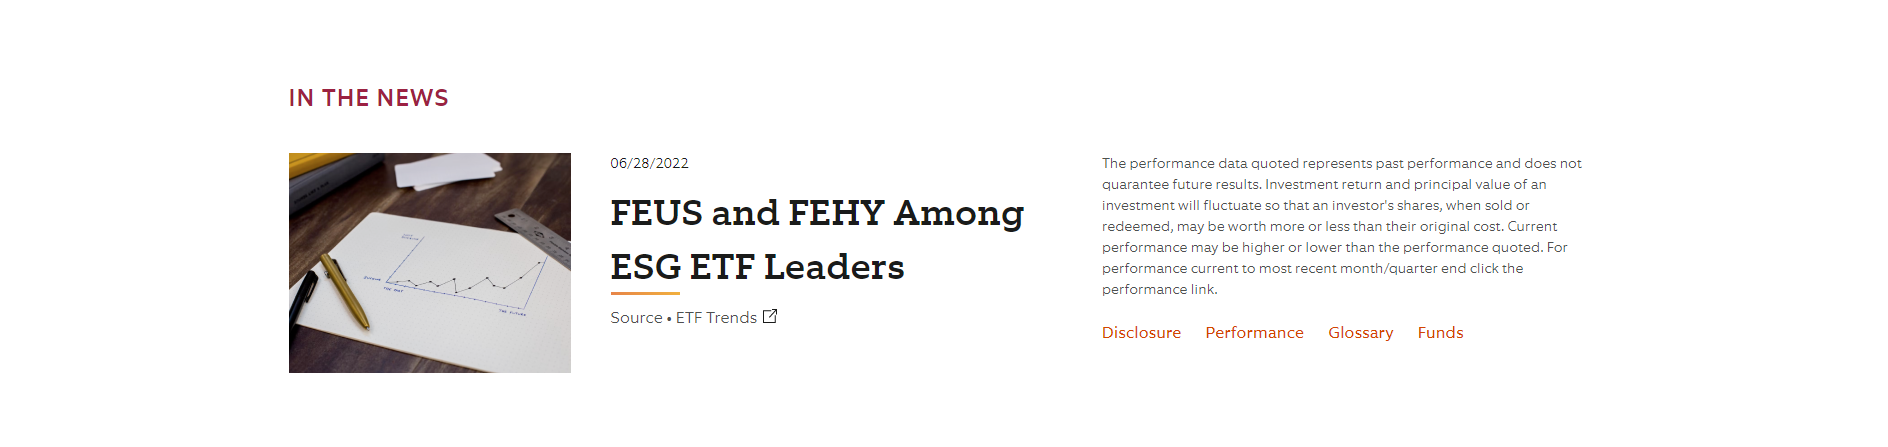 IN THE NEWS
06/28/2022
FEUS and FEHY Among
ESG ETF Leaders
Source • ETF Trends
The performance data quoted represents past performance and does not
guarantee future results. Investment return and principal value of an
investment will fluctuate so that an investor's shares, when sold or
redeemed, may be worth more or less than their original cost. Current
performance may be higher or lower than the performance quoted. For
performance current to most recent month/quarter end click the
performance link.
Disclosure Performance Glossary Funds
THE PAST
THE FUTURE